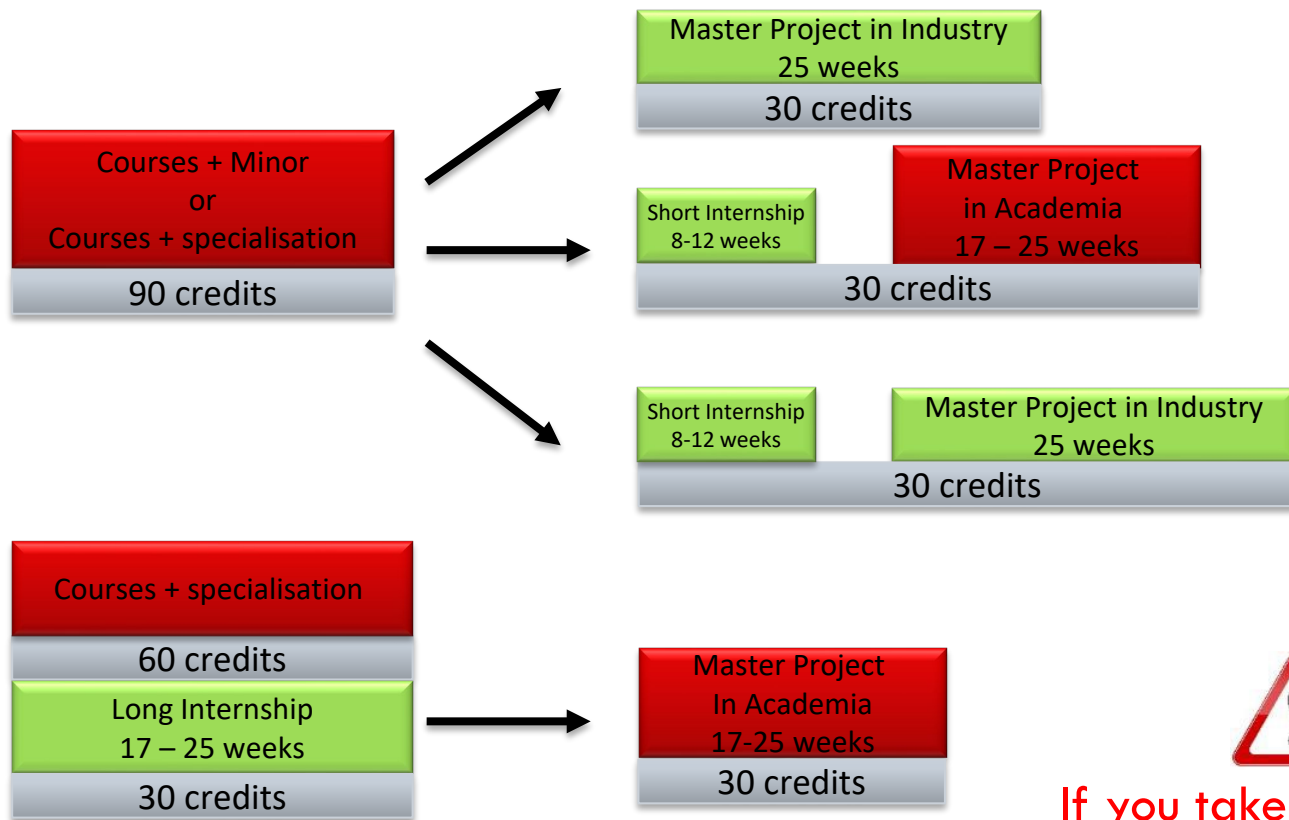 Courses + Minor
or
Courses + specialisation
90 credits
Master Project in Industry
25 weeks
30 credits
Short Internship
8-12 weeks
Master Project
in Academia
17 – 25 weeks
30 credits
Short Internship
8-12 weeks
Master Project in Industry
25 weeks
30 credits
Courses + specialisation
60 credits
Long Internship
17 – 25 weeks
30 credits
Master Project
In Academia
17-25 weeks
30 credits
If you take